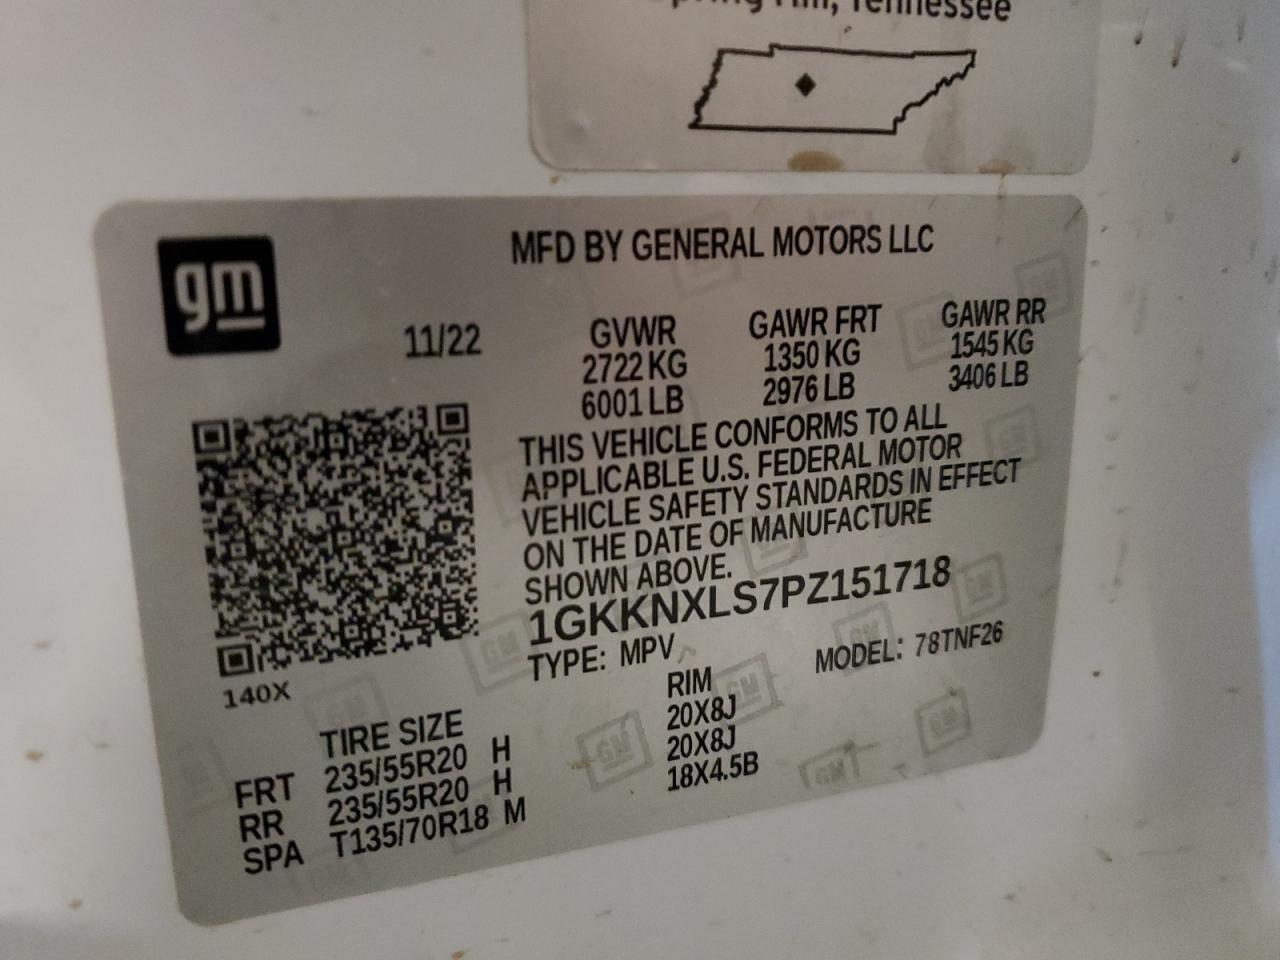 Spring Hill, Tennessee
gm
MFD BY GENERAL MOTORS LLC
11/22
GVWR GAWR FRT GAWR RR
2722 KG 1350 KG 1545 KG
6001 LB 2976 LB 3406 LB
THIS VEHICLE CONFORMS TO ALL
APPLICABLE U.S. FEDERAL MOTOR
VEHICLE SAFETY STANDARDS IN EFFECT
ON THE DATE OF MANUFACTURE
SHOWN ABOVE.
1GKKNXLS7PZ151718
TYPE: MPV MODEL: 78TNF26
140X
TIRE SIZE RIM
FRT 235/55R20 H 20X8J
RR 235/55R20 H 20X8J
SPA T135/70R18 M 18X4.5B